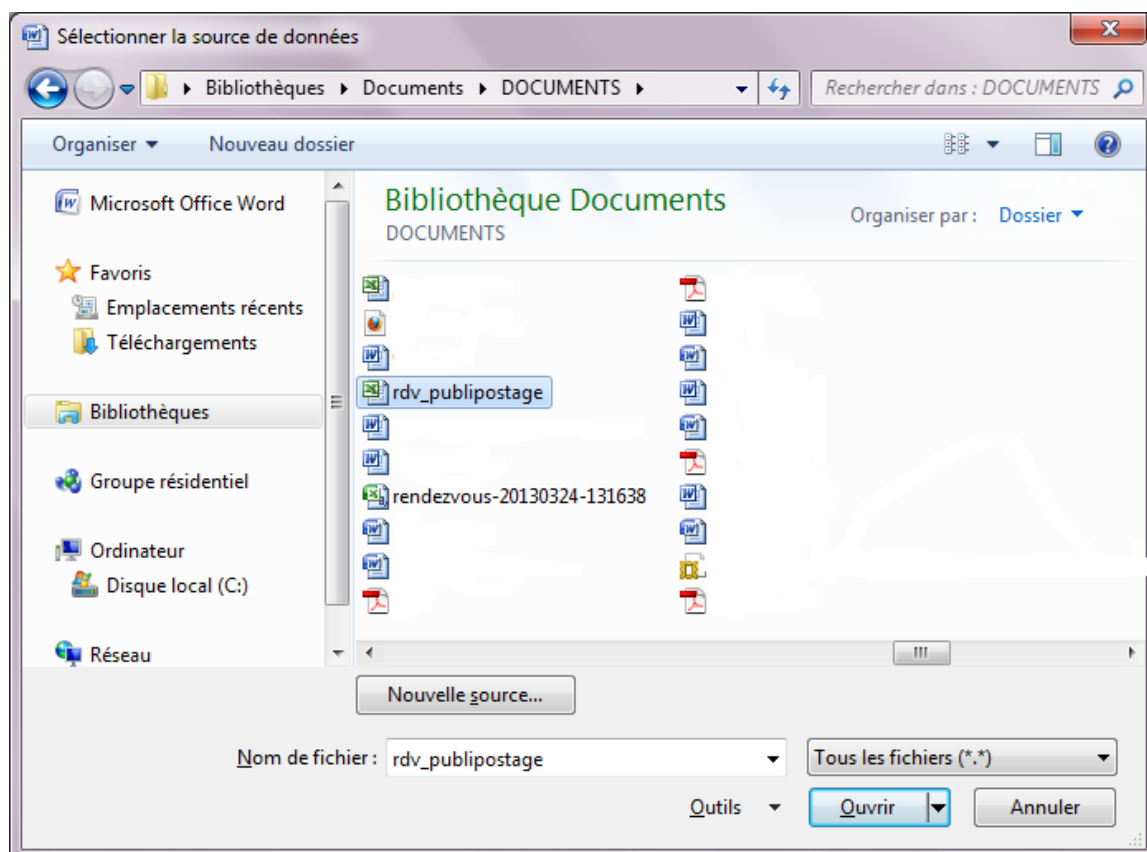 Sélectionner la source de données
Bibliothèques Documents DOCUMENTS
Rechercher dans : DOCUMENTS
Organiser Nouveau dossier
Microsoft Office Word
Favoris
Emplacements récents
Téléchargements
Bibliothèques
Groupe résidentiel
Ordinateur
Disque local (C:)
Réseau
Bibliothèque Documents
DOCUMENTS
Organiser par : Dossier
rdv_publipostage
rendezvous-20130324-131638
Nouvelle source...
Nom de fichier : rdv_publipostage
Tous les fichiers (*.*)
Outils Ouvrir Annuler